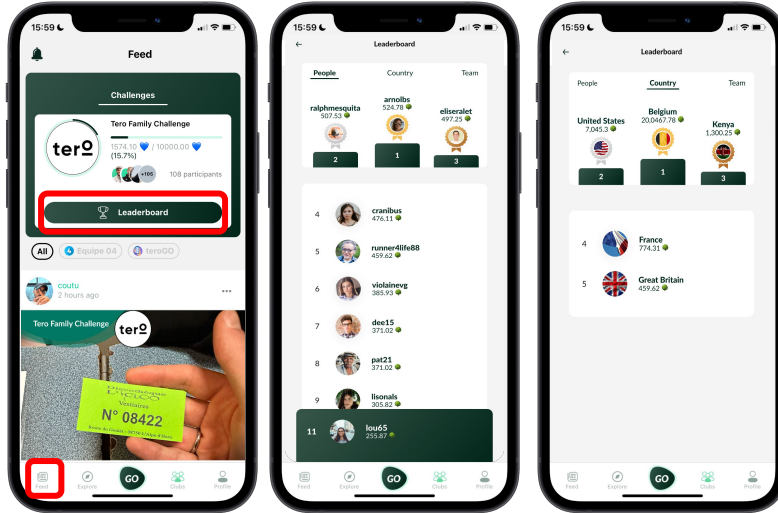 15:59
Feed
Challenges
Tero Family Challenge
terO
1574.10 / 10000.00
(15.7%)
+105
108 participants
Leaderboard
All
Equipe 04
teroGO
coutu
2 hours ago
Tero Family Challenge
terO
Vestiaires
N° 08422
Feed
Explore
GO
Clubs
Profile
15:59
Leaderboard
People
Country
Team
ralphmesquita
507.53
arnolbs
524.78
eliseralet
497.25
2
1
3
4
cranibus
476.11
5
runner4life88
459.62
6
violainevg
385.93
7
dee15
371.02
8
pat21
371.02
9
lisonals
305.82
11
lou65
255.87
Feed
Explore
GO
Clubs
Profile
15:59
Leaderboard
People
Country
Team
United States
7,045.3
Belgium
20,0467.78
Kenya
1,300.25
2
1
3
4
France
774.31
5
Great Britain
459.62
Feed
Explore
GO
Clubs
Profile